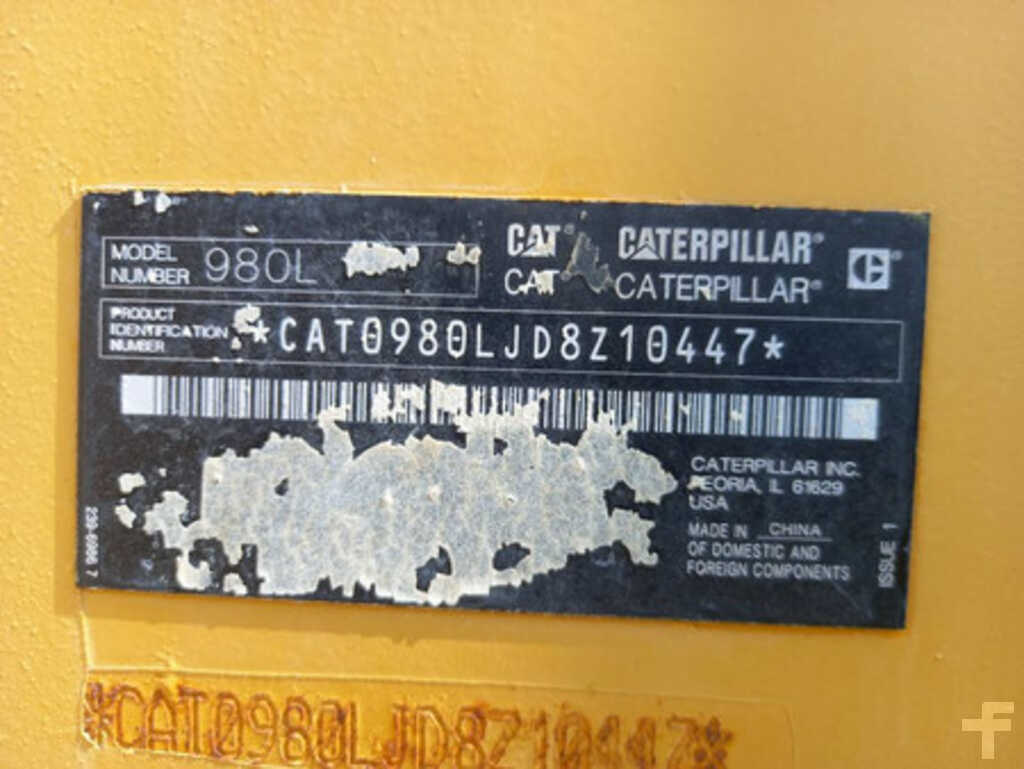 MODEL
NUMBER 980L
CAT CATERPILLAR®
CAT CATERPILLAR®
PRODUCT
IDENTIFICATION
NUMBER
*CAT0980LJD8Z10447*
CATERPILLAR INC.
PEORIA, IL 61629
USA
MADE IN CHINA
OF DOMESTIC AND
FOREIGN COMPONENTS
ISSUE 1
*CAT0980LJD8Z10447*